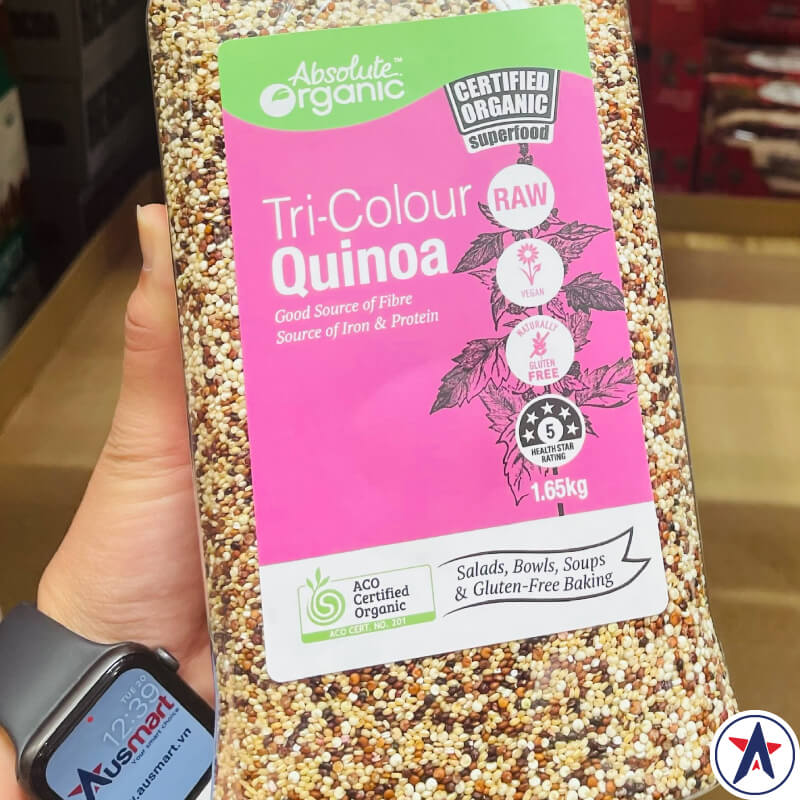 Absolute™
Organic
CERTIFIED
ORGANIC
superfood
Tri-Colour
Quinoa
Good Source of Fibre
Source of Iron & Protein
RAW
VEGAN
NATURALLY
GLUTEN
FREE
5
HEALTH STAR
RATING
1.65kg
ACO
Certified
Organic
ACO CERT. NO. 201
Salads, Bowls, Soups
& Gluten-Free Baking
TUE 20
12:39
Ausmart
Your smart choice
www.ausmart.vn